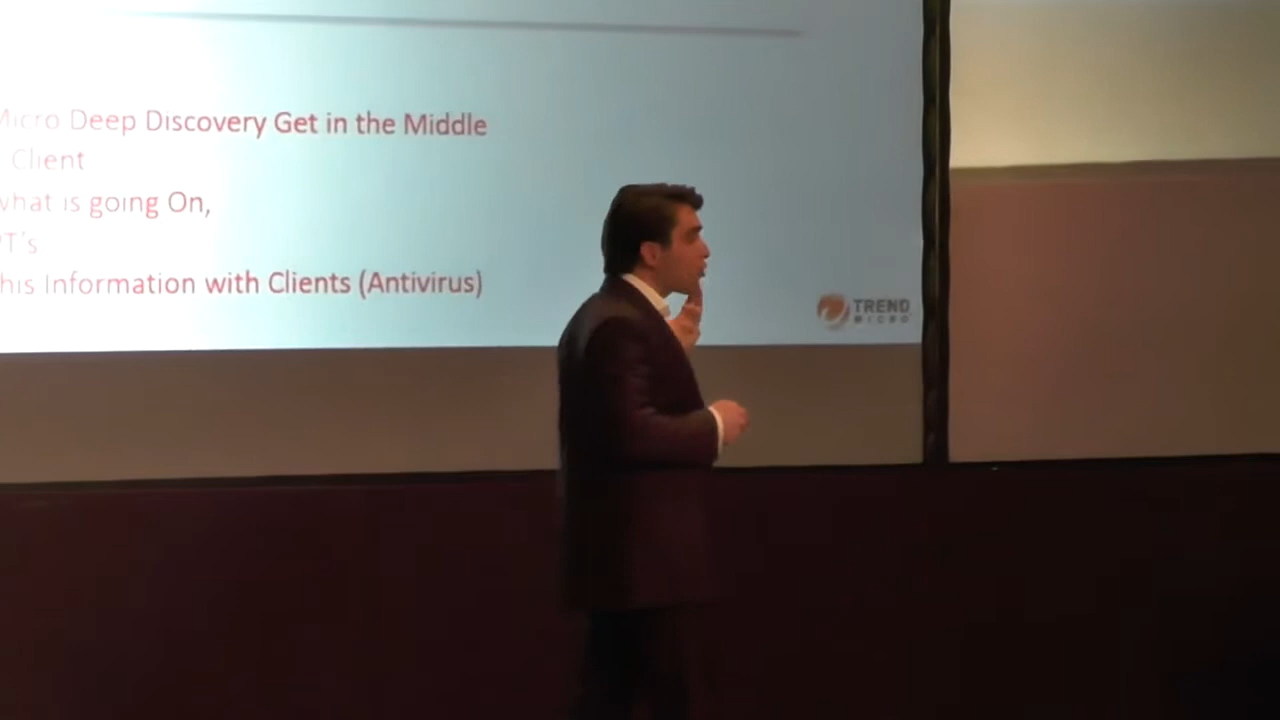 Micro Deep Discovery Get in the Middle
Client
what is going On,
PT's
his Information with Clients (Antivirus)
TREND
MICRO